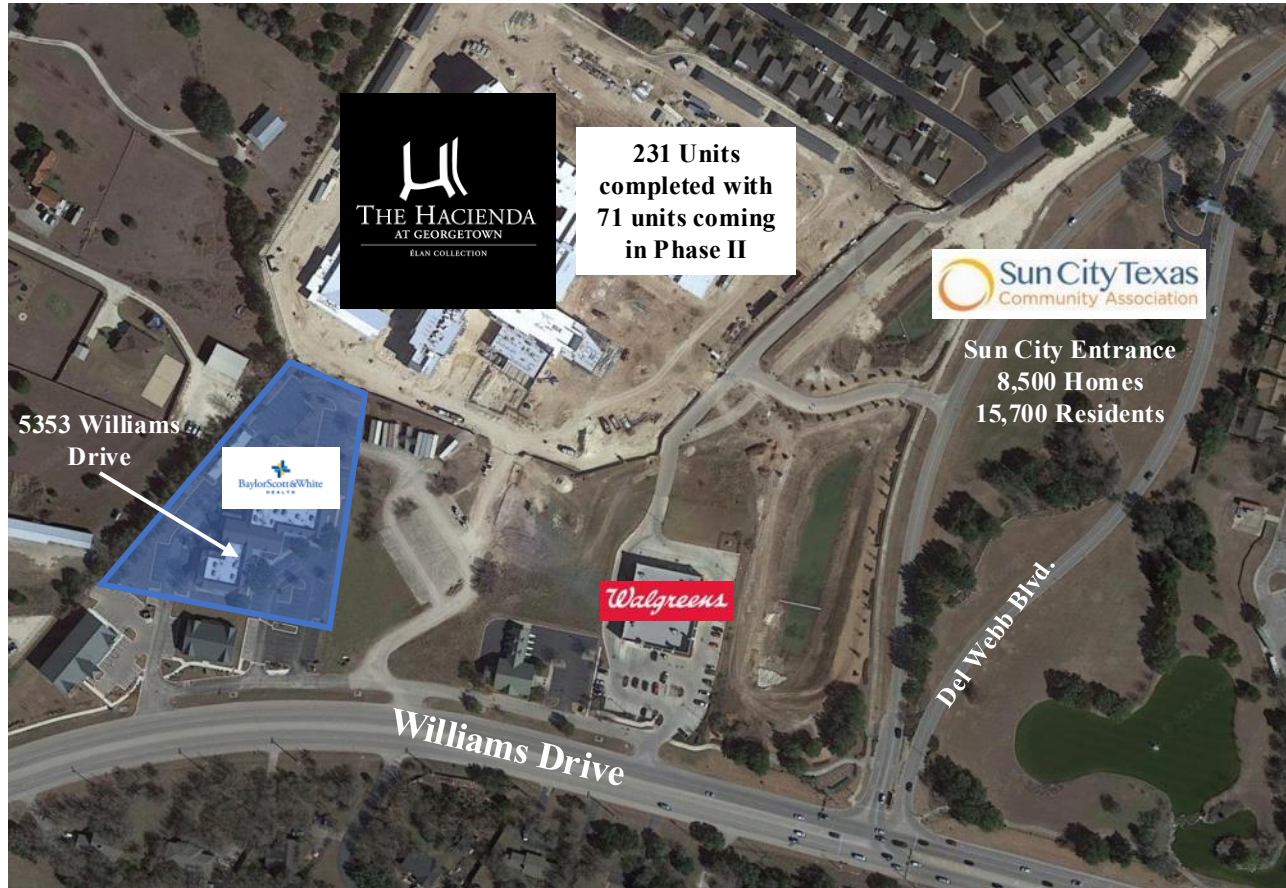 THE HACIENDA
AT GEORGETOWN
ÉLAN COLLECTION
231 Units
completed with
71 units coming
in Phase II
Sun City Texas
Community Association
Sun City Entrance
8,500 Homes
15,700 Residents
5353 Williams
Drive
BaylorScott&White
HEALTH
Walgreens
Del Webb Blvd.
Williams Drive